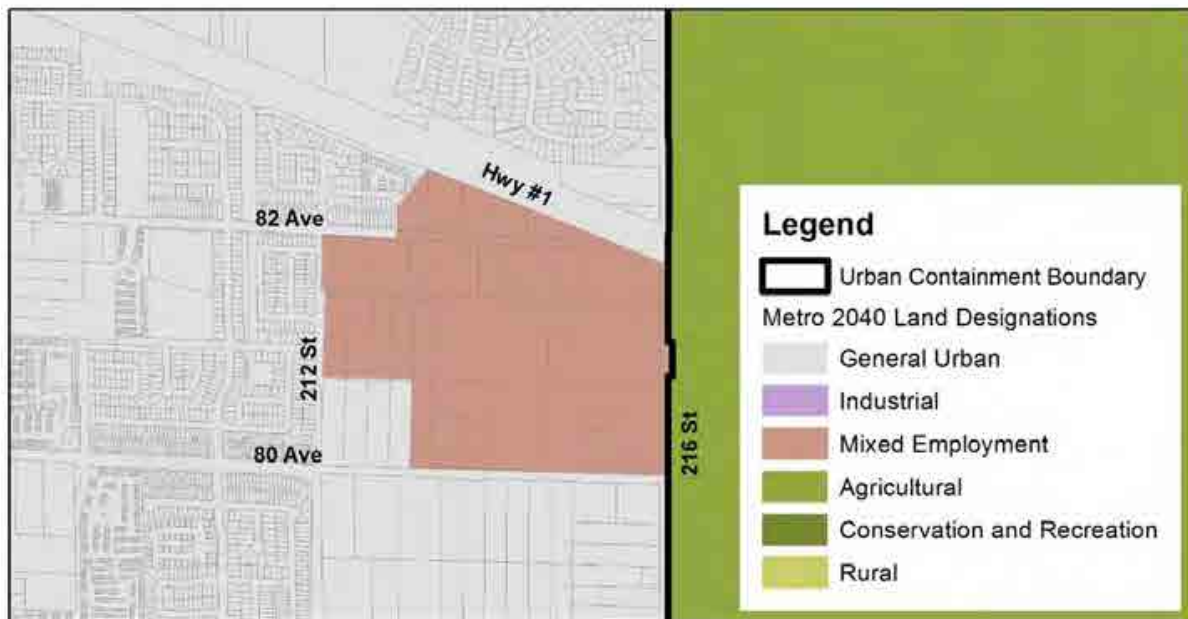 Hwy #1
82 Ave
212 St
80 Ave
216 St
Legend
Urban Containment Boundary
Metro 2040 Land Designations
General Urban
Industrial
Mixed Employment
Agricultural
Conservation and Recreation
Rural